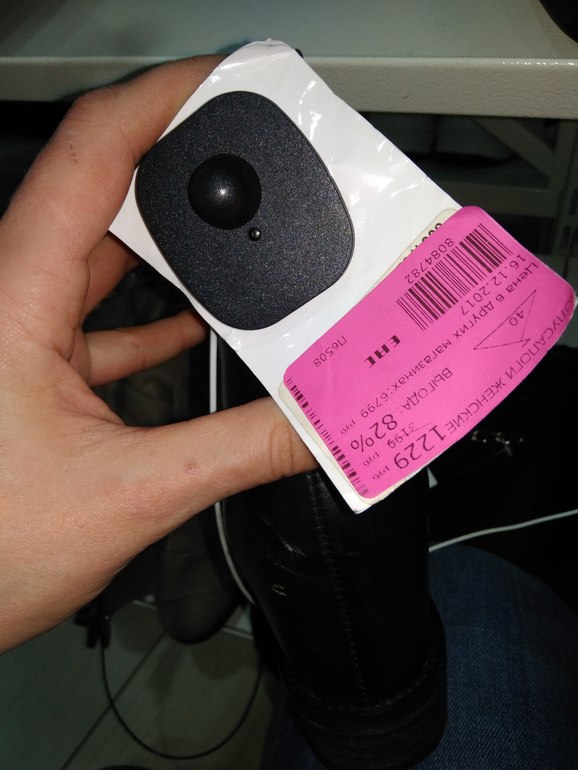 ПОЛУСАПОГИ ЖЕНСКИЕ
1229 руб.
3199 руб
ВЫГОДА: 82%
Цена в других магазинах: 6799 руб
40
16.12.2017
8084782
ЕАС
П6508